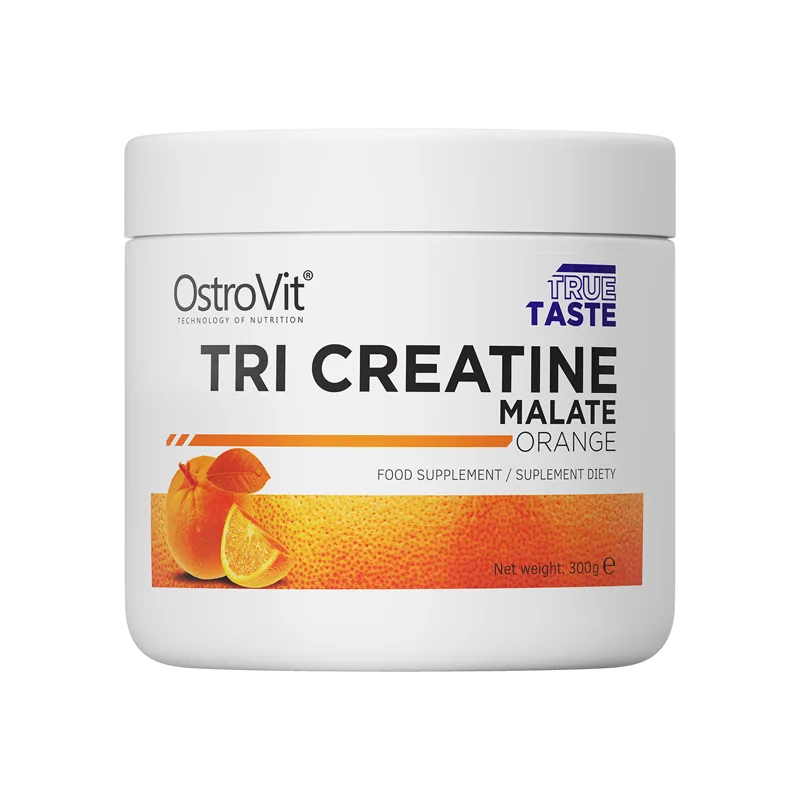 OstroVit®
TECHNOLOGY OF NUTRITION
TRUE
TASTE
TRI CREATINE
MALATE
ORANGE
FOOD SUPPLEMENT / SUPLEMENT DIETY
Net weight: 300g ℮